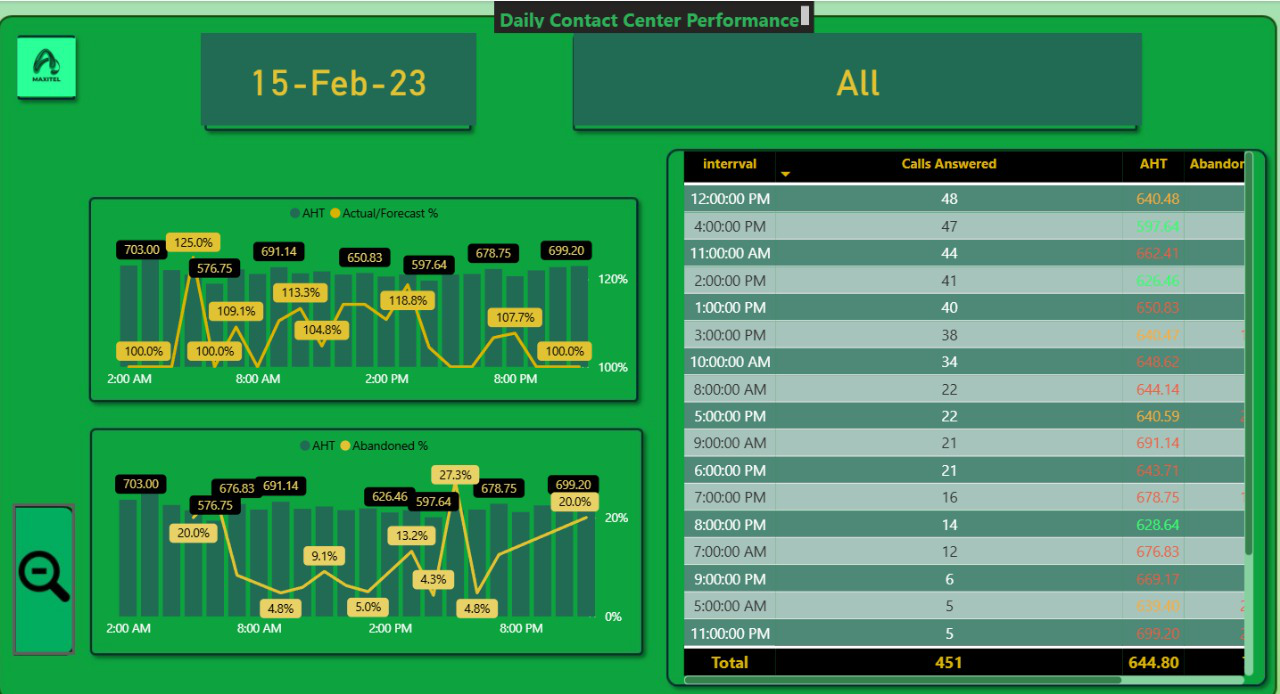 Daily Contact Center Performance
MAXITEL
15-Feb-23
All
AHT Actual/Forecast %
703.00 125.0% 576.75 691.14 650.83 597.64 678.75 699.20
109.1% 113.3% 104.8% 118.8% 107.7%
100.0% 100.0% 100.0%
120%
100%
2:00 AM 8:00 AM 2:00 PM 8:00 PM
AHT Abandoned %
703.00 576.75 676.83 691.14 626.46 597.64 27.3% 678.75 699.20
20.0% 9.1% 13.2% 4.3% 20.0%
4.8% 5.0% 4.8%
20%
0%
2:00 AM 8:00 AM 2:00 PM 8:00 PM
interrval Calls Answered AHT Abandor
12:00:00 PM 48 640.48
4:00:00 PM 47 597.64
11:00:00 AM 44 662.41
2:00:00 PM 41 626.46
1:00:00 PM 40 650.83
3:00:00 PM 38
10:00:00 AM 34 648.62
8:00:00 AM 22 644.14
5:00:00 PM 22 640.59
9:00:00 AM 21 691.14
6:00:00 PM 21 643.71
7:00:00 PM 16 678.75
8:00:00 PM 14 628.64
7:00:00 AM 12 676.83
9:00:00 PM 6 669.17
5:00:00 AM 5
11:00:00 PM 5 699.20
Total 451 644.80